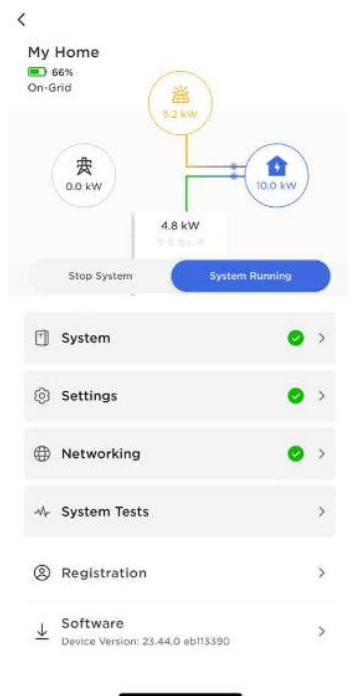 My Home
66%
On-Grid
5.2 kW
0.0 kW
10.0 kW
4.8 kW
TESLA
Stop System
System Running
System
Settings
Networking
System Tests
Registration
Software
Device Version: 23.44.0 eb113390